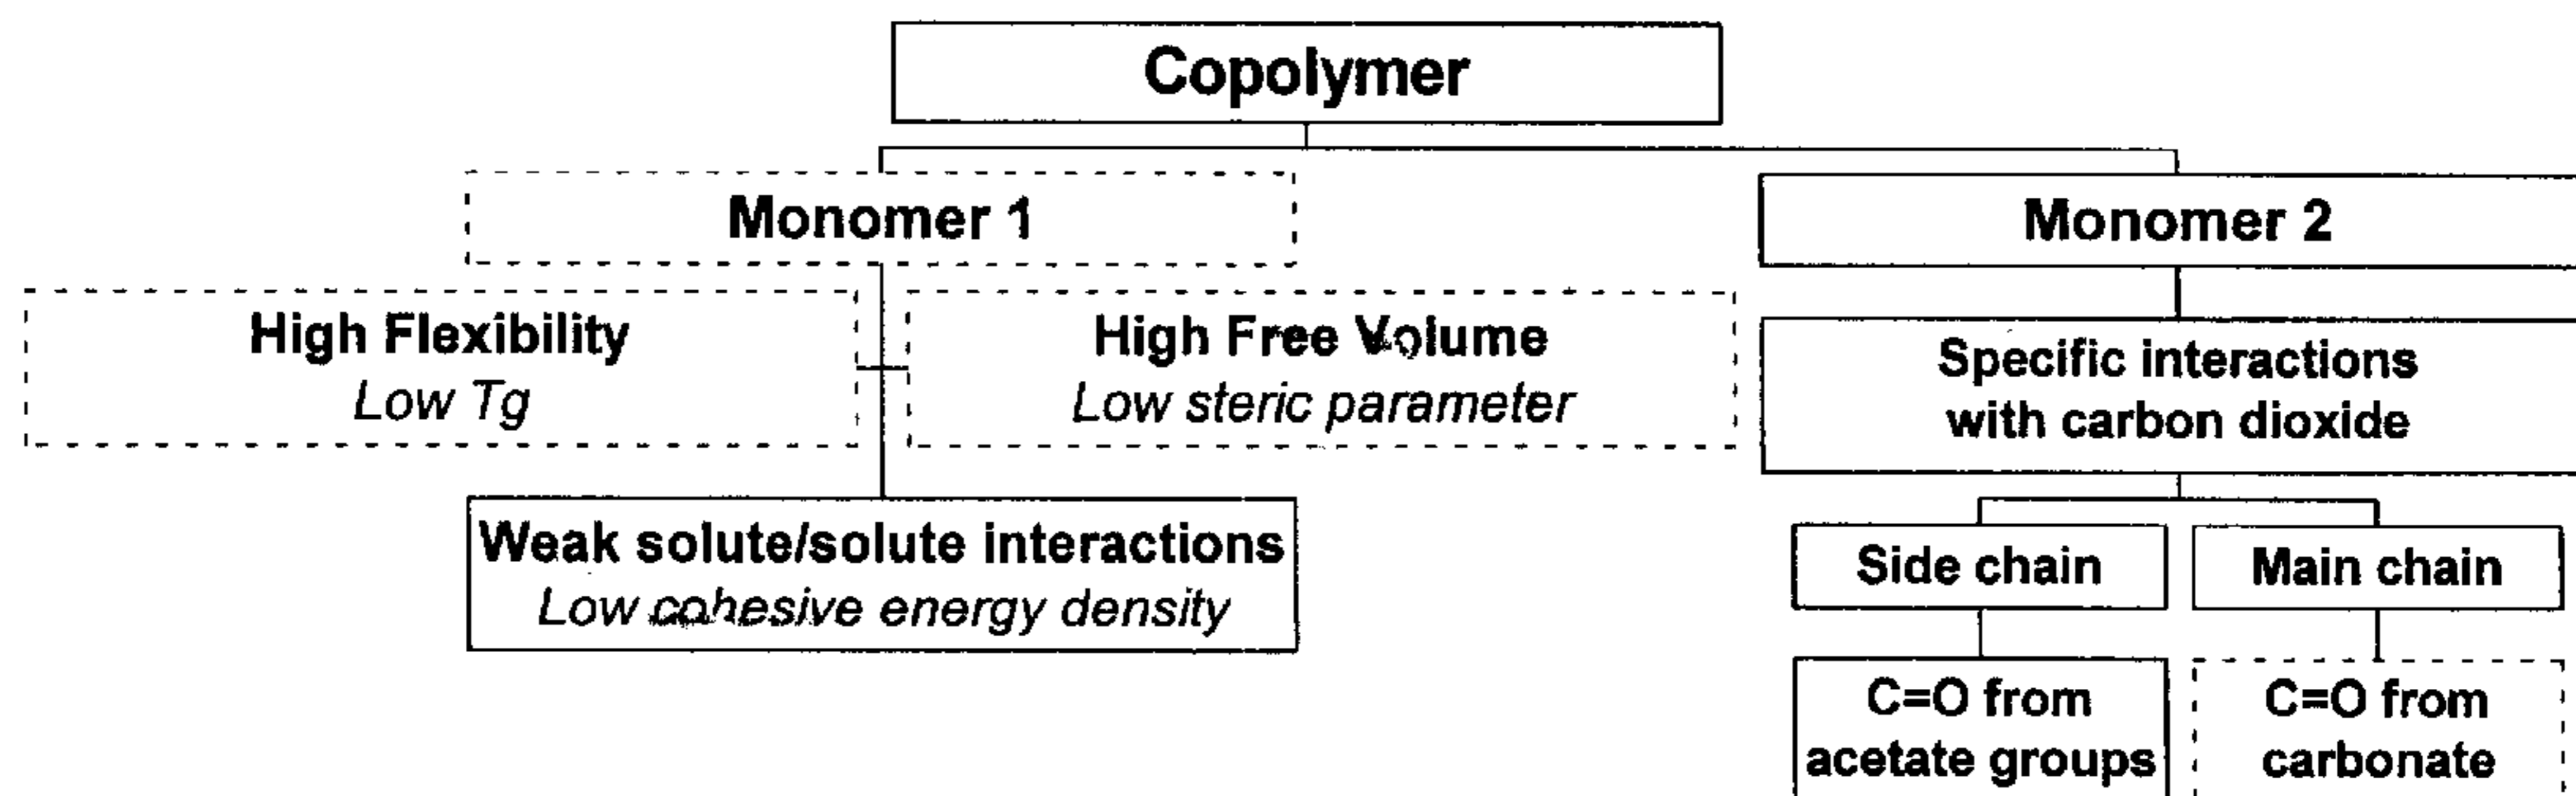 Copolymer
Monomer 1
Monomer 2
High Flexibility
Low Tg
High Free Volume
Low steric parameter
Specific interactions
with carbon dioxide
Weak solute/solute interactions
Low cohesive energy density
Side chain
Main chain
C=O from
acetate groups
C=O from
carbonate